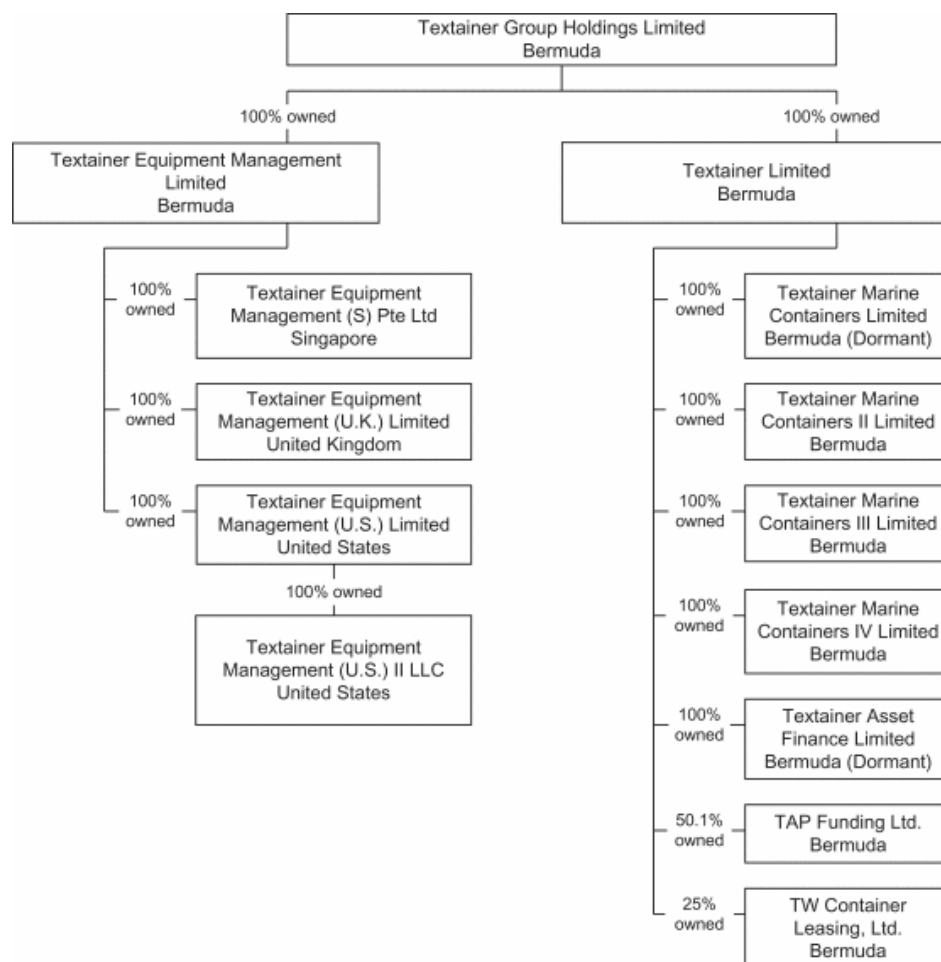 Textainer Group Holdings Limited
Bermuda
100% owned
100% owned
Textainer Equipment Management
Limited
Bermuda
Textainer Limited
Bermuda
100%
owned
Textainer Equipment
Management (S) Pte Ltd
Singapore
100%
owned
Textainer Equipment
Management (U.K.) Limited
United Kingdom
100%
owned
Textainer Equipment
Management (U.S.) Limited
United States
100% owned
Textainer Equipment
Management (U.S.) II LLC
United States
100%
owned
Textainer Marine
Containers Limited
Bermuda (Dormant)
100%
owned
Textainer Marine
Containers II Limited
Bermuda
100%
owned
Textainer Marine
Containers III Limited
Bermuda
100%
owned
Textainer Marine
Containers IV Limited
Bermuda
100%
owned
Textainer Asset
Finance Limited
Bermuda (Dormant)
50.1%
owned
TAP Funding Ltd.
Bermuda
25%
owned
TW Container
Leasing, Ltd.
Bermuda